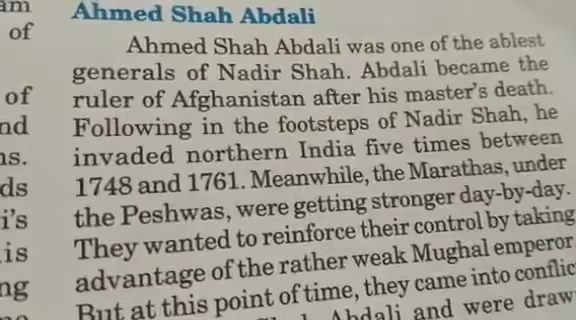 Ahmed Shah Abdali
of
Ahmed Shah Abdali was one of the ablest
generals of Nadir Shah. Abdali became the
of
ruler of Afghanistan after his master's death.
nd
Following in the footsteps of Nadir Shah, he
ns.
invaded northern India five times between
ds
1748 and 1761. Meanwhile, the Marathas, under
i's
the Peshwas, were getting stronger day-by-day.
is
They wanted to reinforce their control by taking
ng
advantage of the rather weak Mughal emperor
But at this point of time, they came into conflic
Abdali and were draw